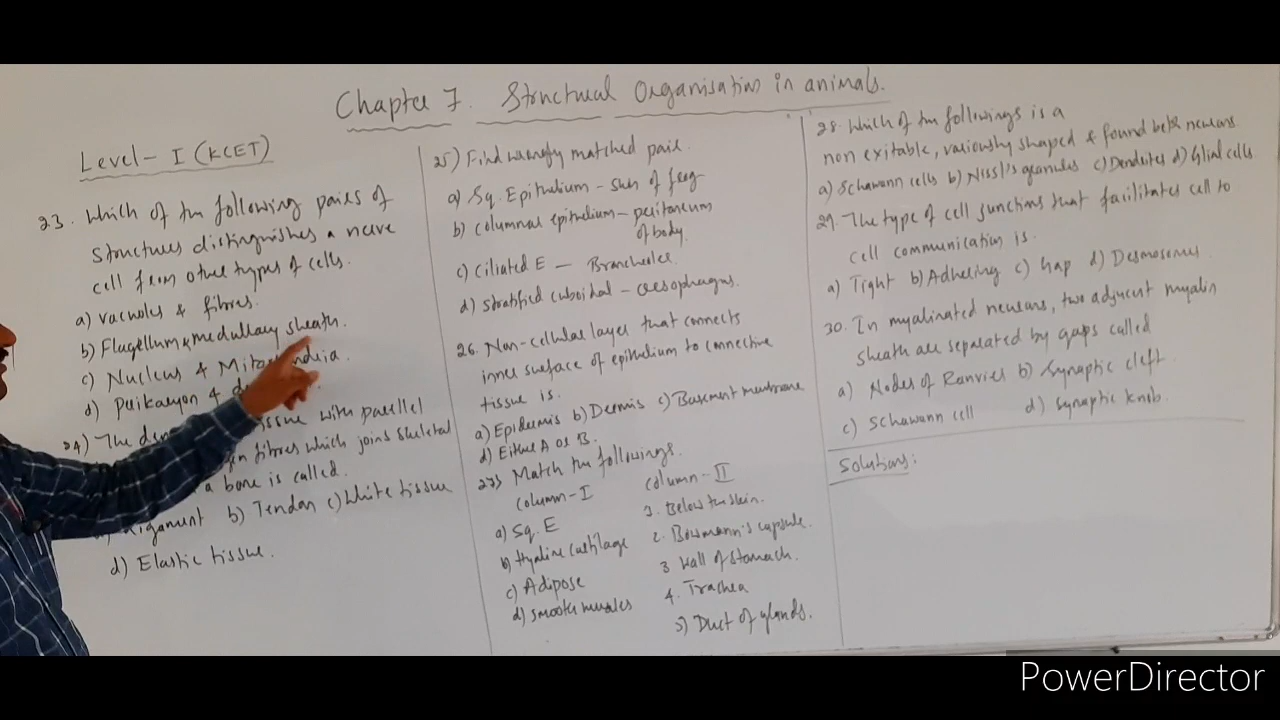 Chapter 7. Structural Organisation in animals.
Level- I (KCET)
23. Which of the following pairs of
structures distinguishes a nerve
cell from other types of cells.
a) vacuoles & fibres.
b) Flagellum & medullary sheath.
c) Nucleus & Mitochondria.
d) Perikaryon &
24) The tissue with parellel
fibres which joins skeletal
a bone is called.
b) Tendon c) White tissue
d) Elastic tissue.
25) Find wrongly matched pair.
a) Sq. Epithelium - skin of frog
b) columnar epithelium - peritoneum
of body.
c) ciliated E - Bronchioles
d) stratified cuboidal - oesophagus.
26. Non-cellular layer that connects
inner surface of epithelium to connective
tissue is.
a) Epidermis b) Dermis c) Basement membrane
d) Either A or B.
27) Match the followings.
Column-I Column-II
a) Sq. E 1. Below the skin.
b) Hyaline cartilage 2. Bowmann's capsule.
c) Adipose 3 Wall of stomach.
d) smooth muscles 4. Trachea
5) Duct of glands.
28. Which of the followings is a
non exitable, variously shaped & found betn neurons
a) Schawann cells b) Nissl's granules c) Dendrites d) Glial cells
29. The type of cell junctions that facilitates cell to
cell communication is.
a) Tight b) Adhering c) Gap d) Desmosomes
30. In myalinated neurons, two adjucent myalin
sheath are separated by gaps called
a) Nodes of Ranvier b) Synaptic cleft.
c) Schawann cell d) Synaptic knob.
Solutions:
PowerDirector